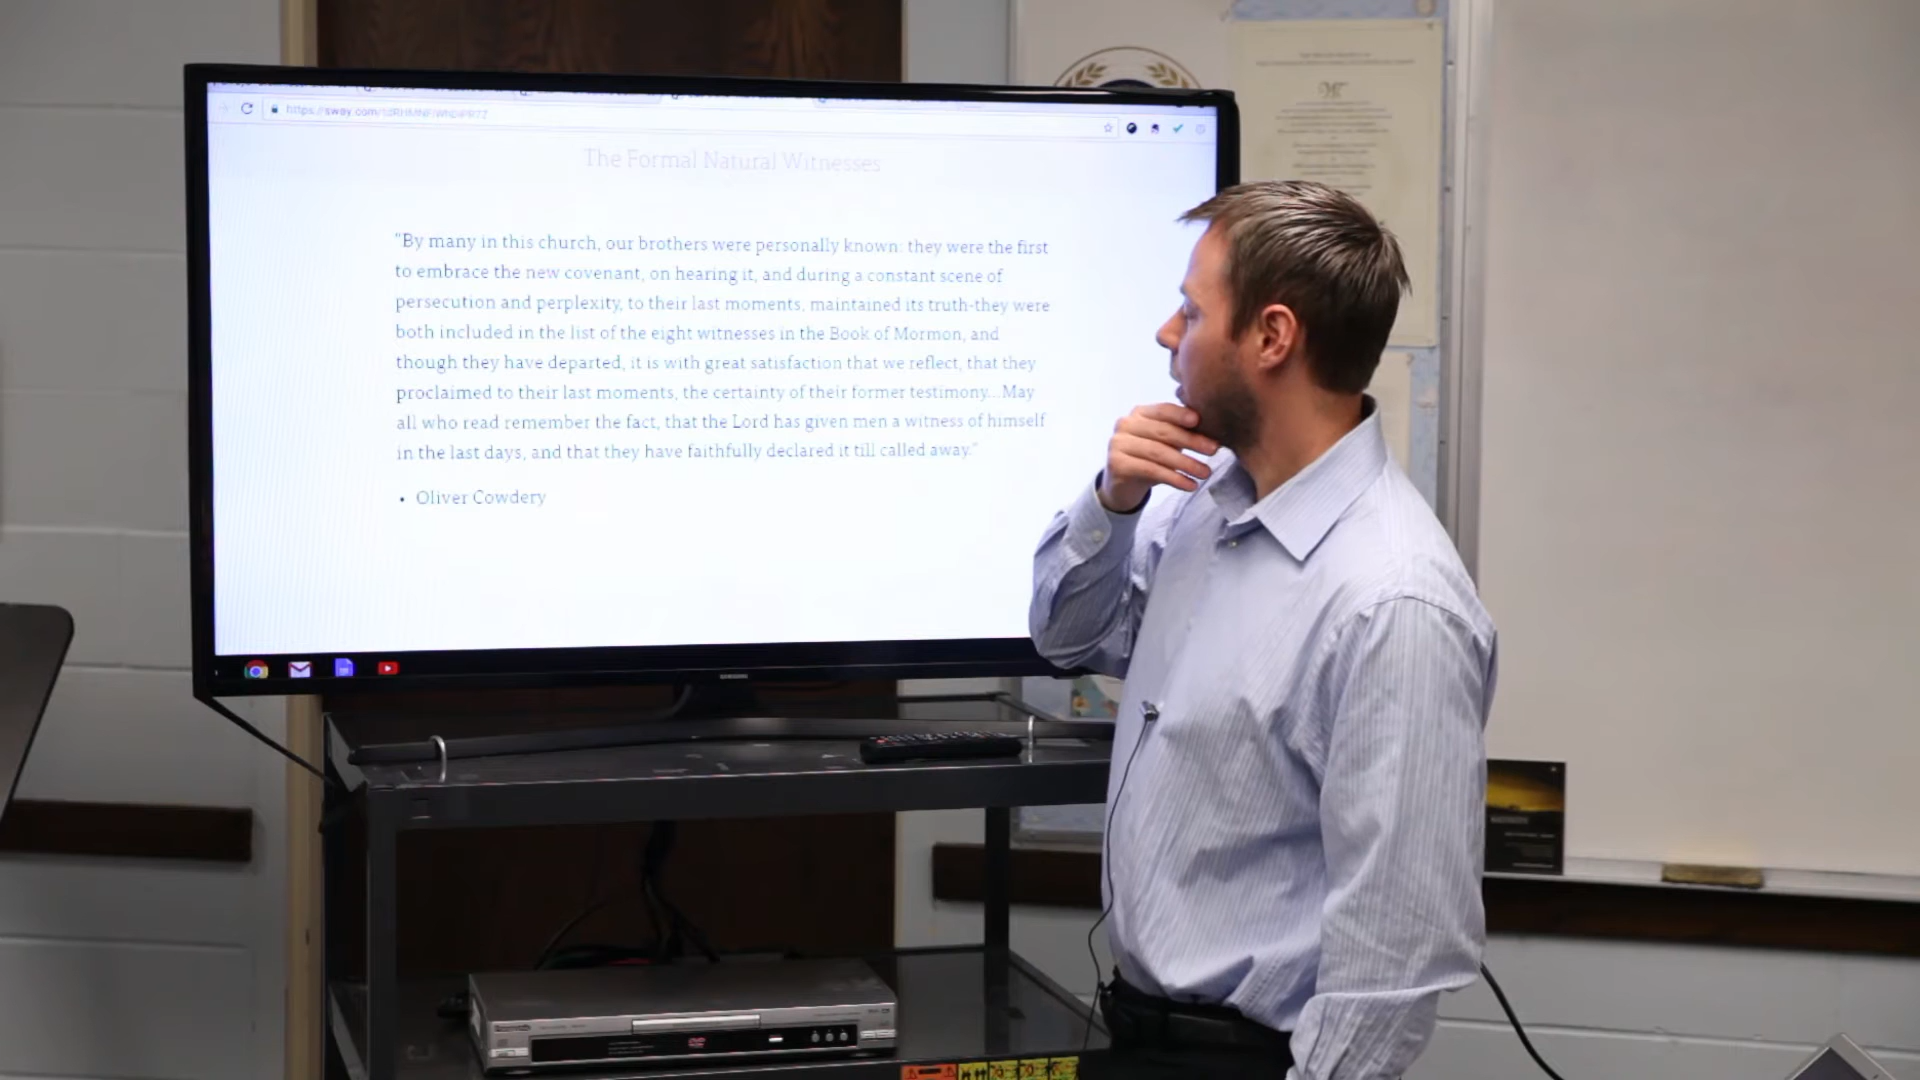 https://sway.com/
The Formal Natural Witnesses
"By many in this church, our brothers were personally known: they were the first
to embrace the new covenant, on hearing it, and during a constant scene of
persecution and perplexity, to their last moments, maintained its truth-they were
both included in the list of the eight witnesses in the Book of Mormon, and
though they have departed, it is with great satisfaction that we reflect, that they
proclaimed to their last moments, the certainty of their former testimony...May
all who read remember the fact, that the Lord has given men a witness of himself
in the last days, and that they have faithfully declared it till called away."
• Oliver Cowdery
SAMSUNG